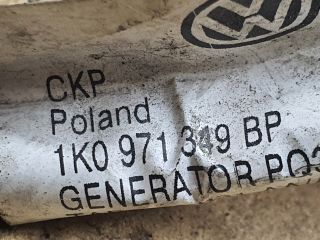 CKP
Poland
1K0 971 349 BP
GENERATOR